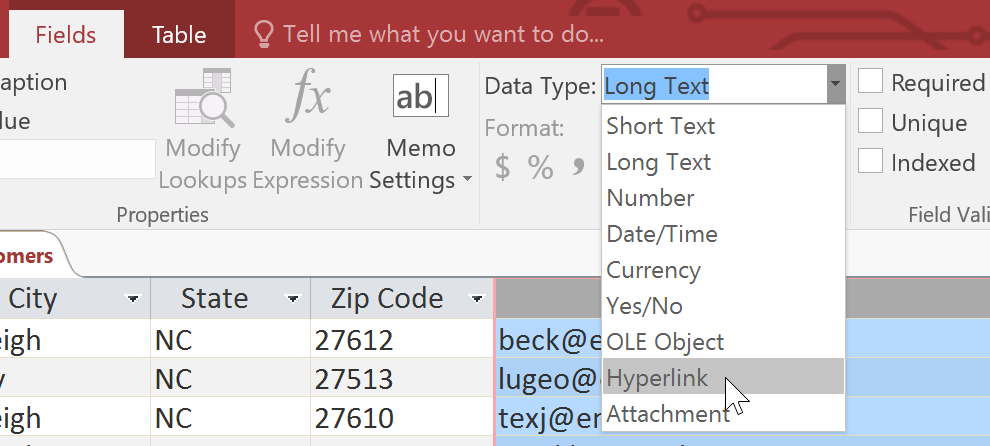 Fields Table Tell me what you want to do...
aption
lue
Modify Lookups
Modify Expression
ab
Memo Settings
Properties
Data Type: Long Text
Format:
$ % ,
Short Text
Long Text
Number
Date/Time
Currency
Yes/No
OLE Object
Hyperlink
Attachment
Required
Unique
Indexed
Field Vali
omers
City State Zip Code
eigh NC 27612 beck@e
y NC 27513 lugeo@
eigh NC 27610 texj@en